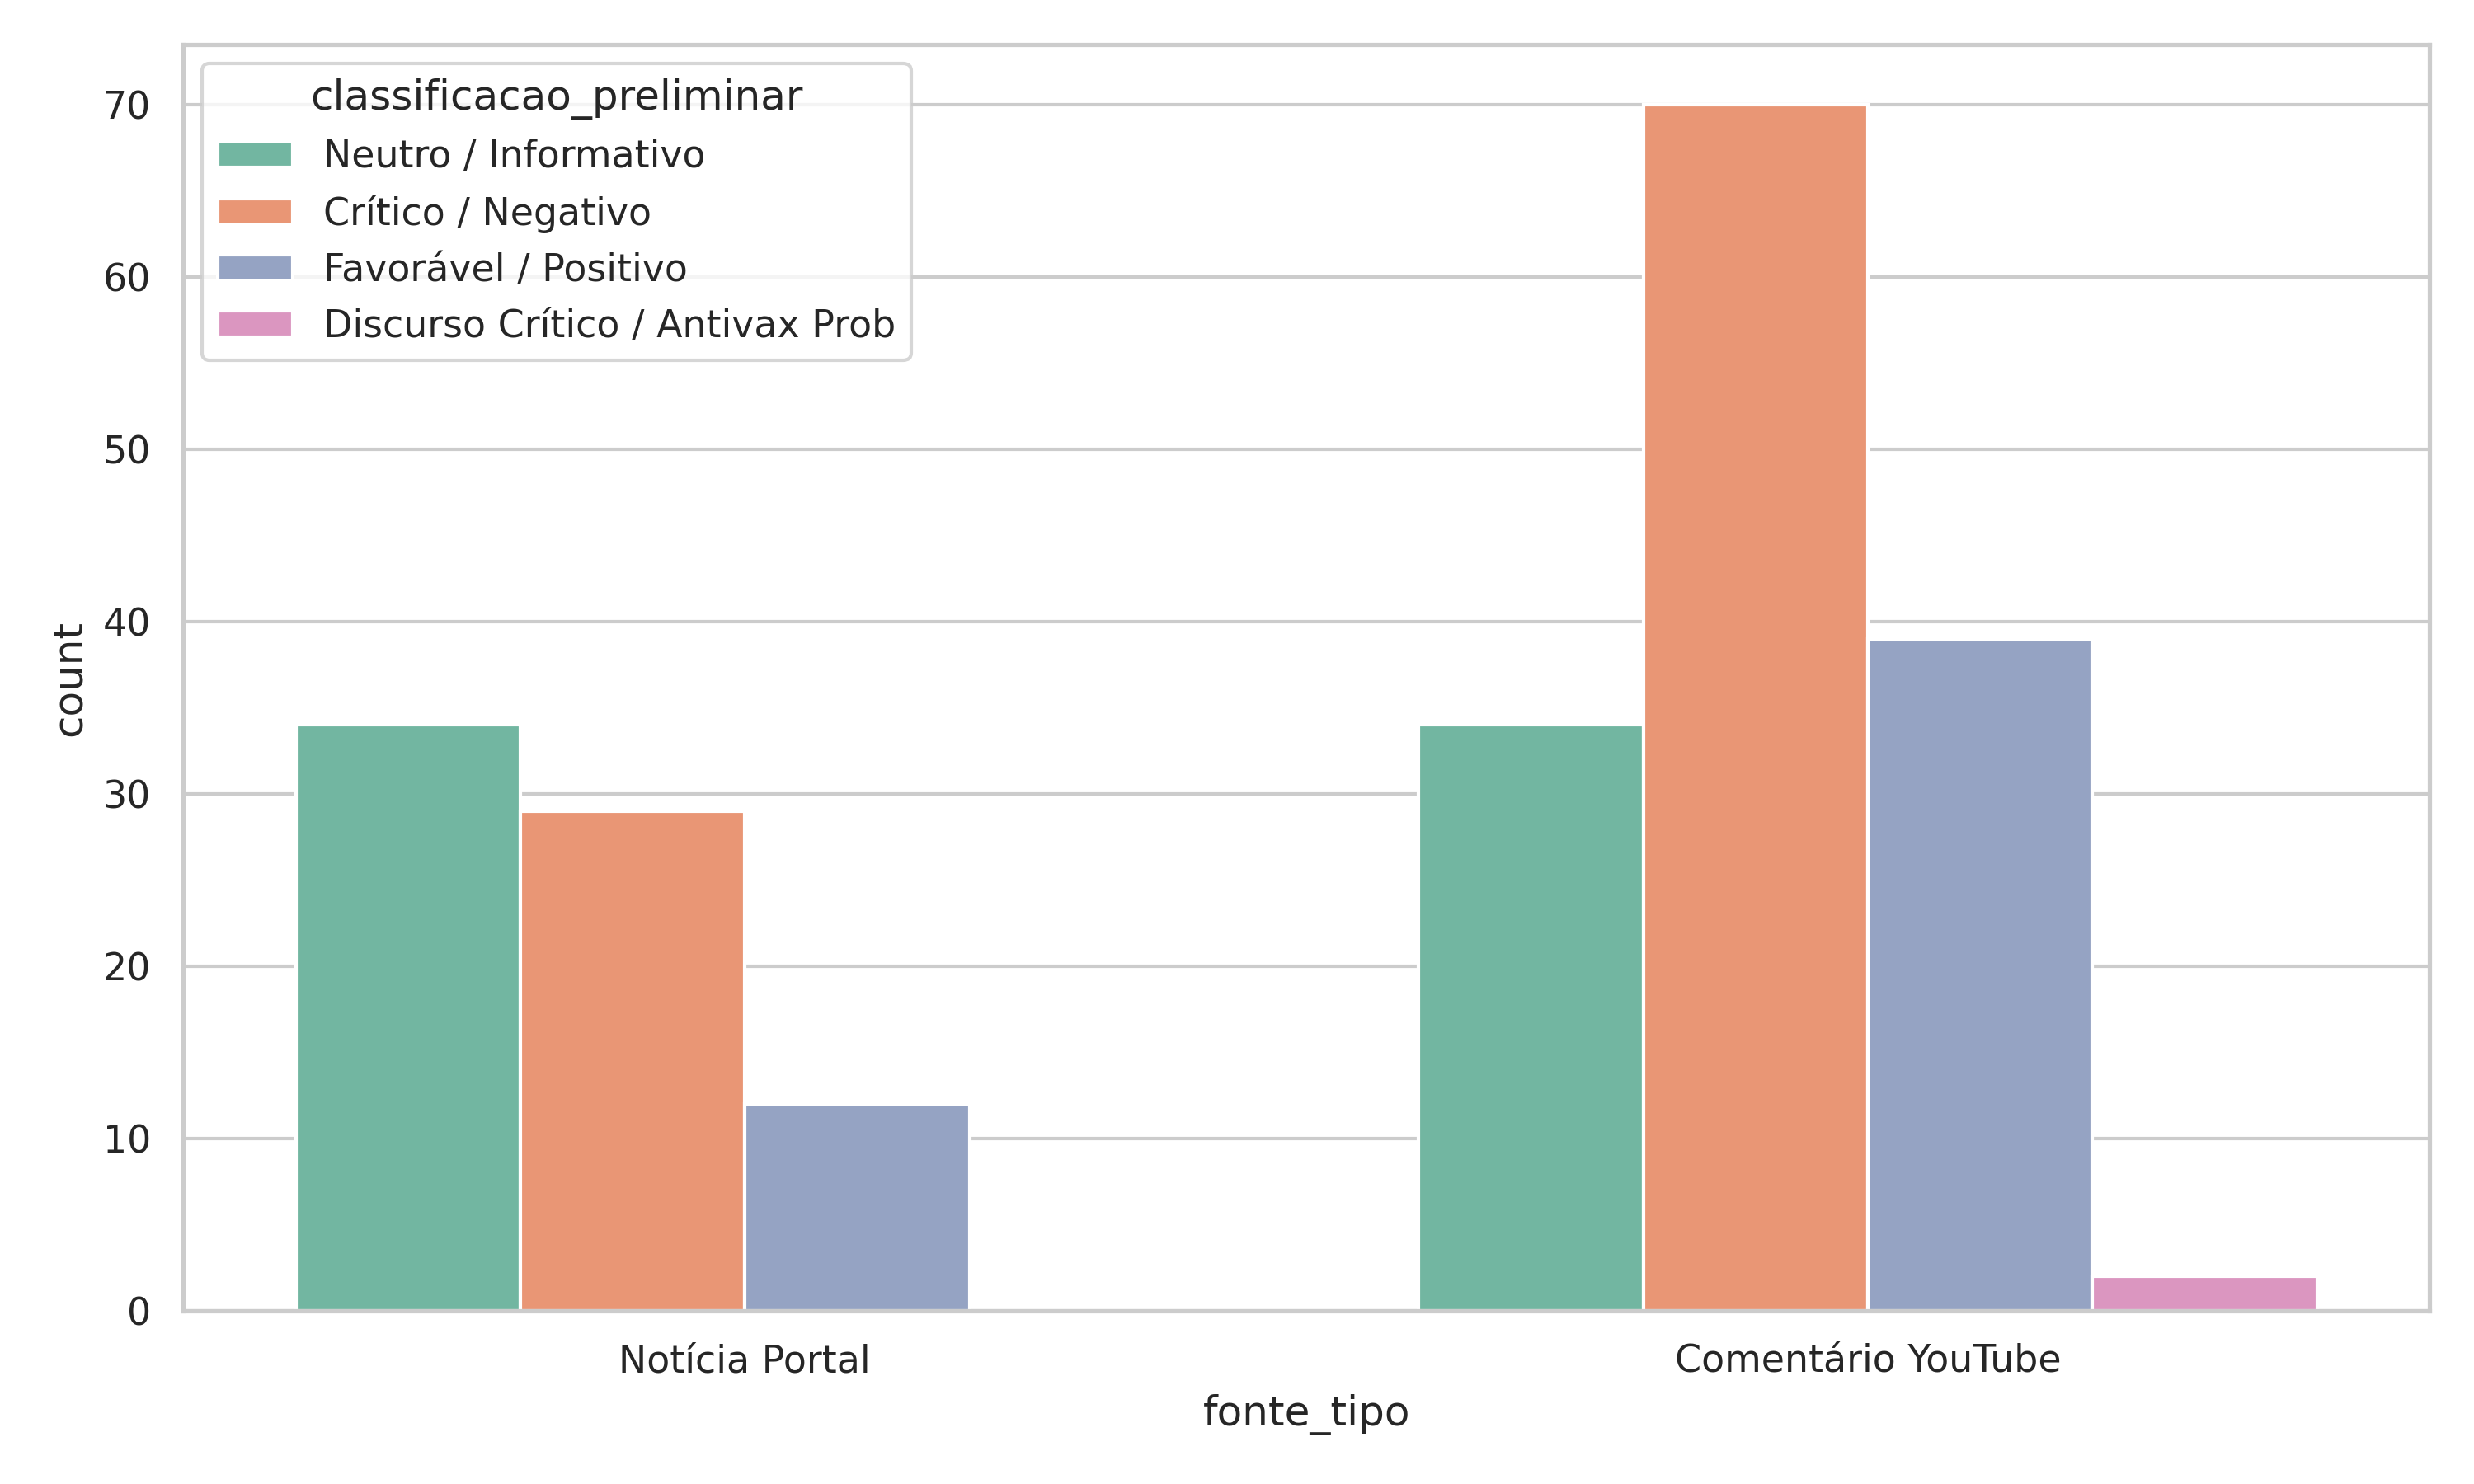 classificacao_preliminar
Neutro / Informativo
Crítico / Negativo
Favorável / Positivo
Discurso Crítico / Antivax Prob
70
60
50
40
30
20
10
0
count
Notícia Portal
Comentário YouTube
fonte_tipo